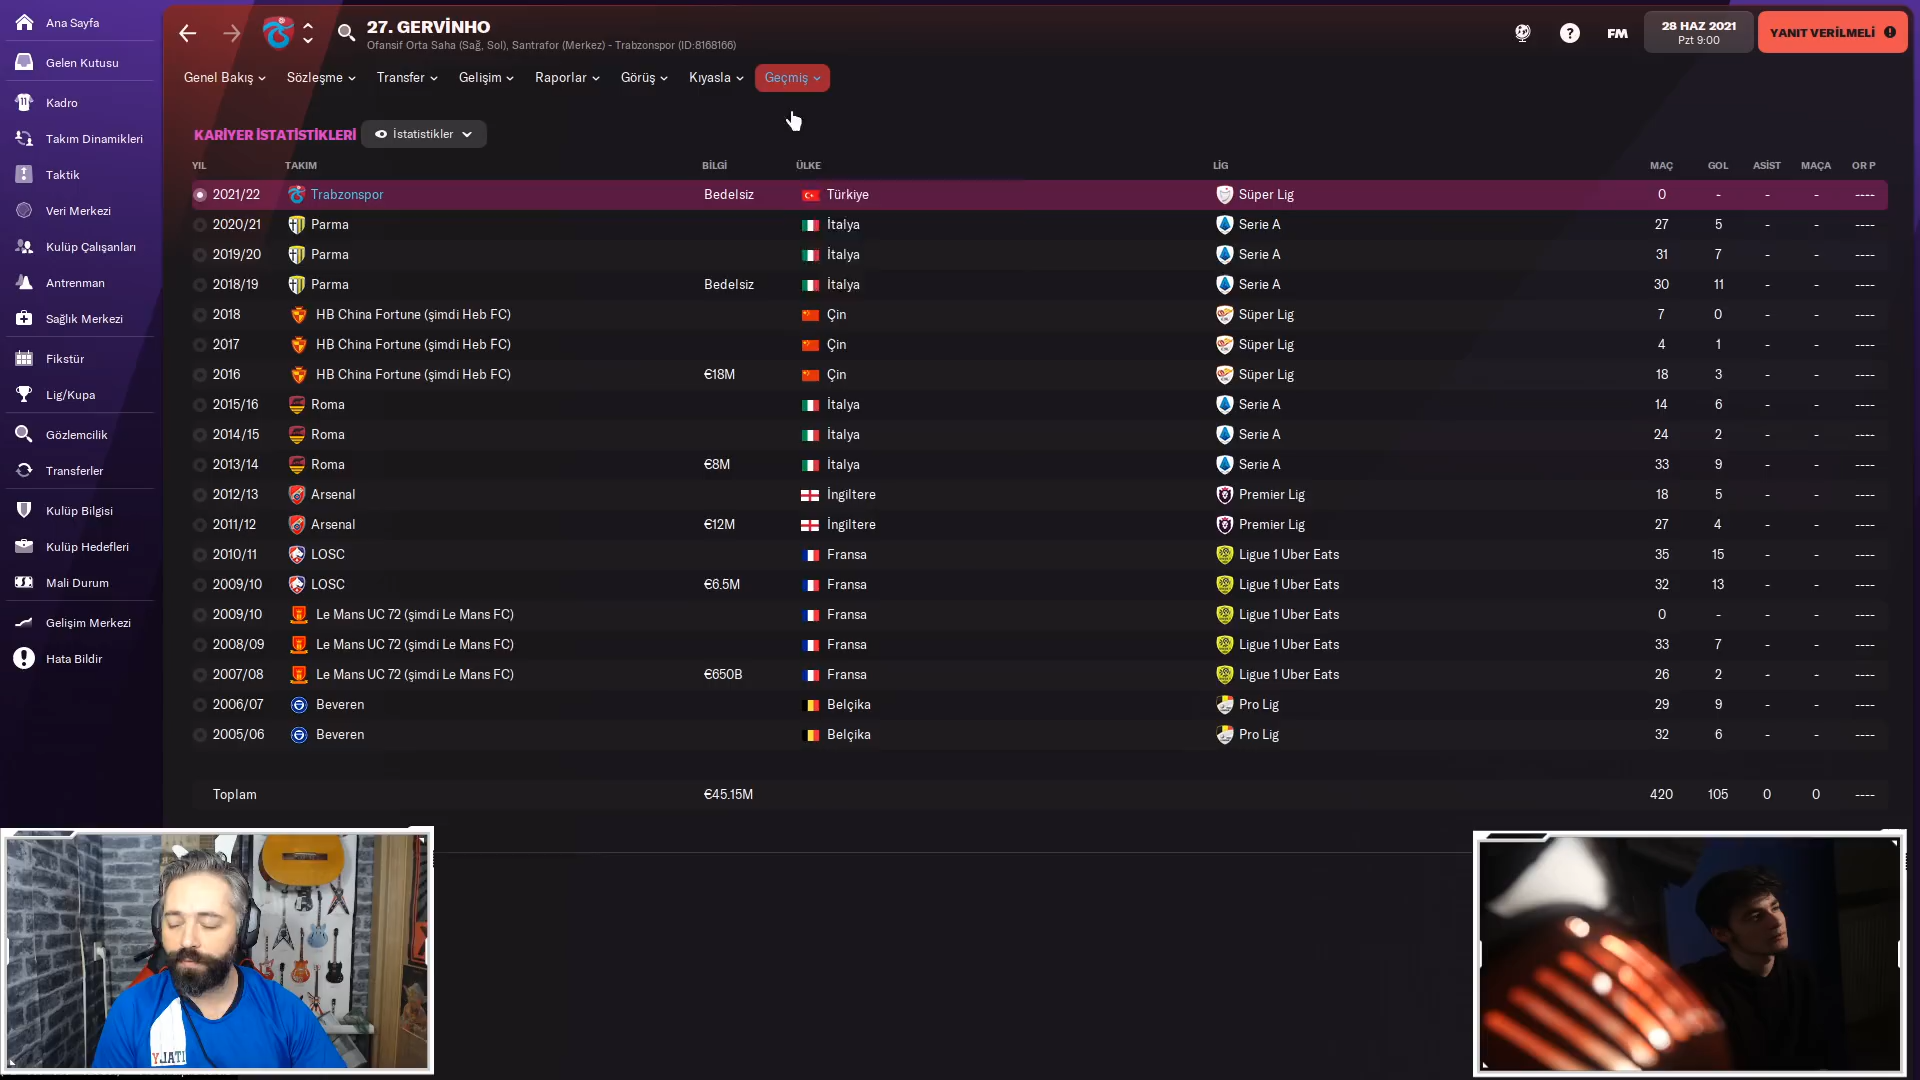 Ana Sayfa
Gelen Kutusu
Kadro
Takım Dinamikleri
Taktik
Veri Merkezi
Kulüp Çalışanları
Antrenman
Sağlık Merkezi
Fikstür
Lig/Kupa
Gözlemcilik
Transferler
Kulüp Bilgisi
Kulüp Hedefleri
Mali Durum
Gelişim Merkezi
Hata Bildir
27. GERVİNHO
Ofansif Orta Saha (Sağ, Sol), Santrafor (Merkez) - Trabzonspor (ID:8168166)
FM
28 HAZ 2021
Pzt 9:00
YANIT VERİLMELİ
Genel Bakış Sözleşme Transfer Gelişim Raporlar Görüş Kıyasla Geçmiş
KARİYER İSTATİSTİKLERİ İstatistikler
YIL TAKIM BİLGİ ÜLKE LİG MAÇ GOL ASİST MAÇA OR P
2021/22 Trabzonspor Bedelsiz Türkiye Süper Lig 0 - - - ----
2020/21 Parma İtalya Serie A 27 5 - - ----
2019/20 Parma İtalya Serie A 31 7 - - ----
2018/19 Parma Bedelsiz İtalya Serie A 30 11 - - ----
2018 HB China Fortune (şimdi Heb FC) Çin Süper Lig 7 0 - - ----
2017 HB China Fortune (şimdi Heb FC) Çin Süper Lig 4 1 - - ----
2016 HB China Fortune (şimdi Heb FC) €18M Çin Süper Lig 18 3 - - ----
2015/16 Roma İtalya Serie A 14 6 - - ----
2014/15 Roma İtalya Serie A 24 2 - - ----
2013/14 Roma €8M İtalya Serie A 33 9 - - ----
2012/13 Arsenal İngiltere Premier Lig 18 5 - - ----
2011/12 Arsenal €12M İngiltere Premier Lig 27 4 - - ----
2010/11 LOSC Fransa Ligue 1 Uber Eats 35 15 - - ----
2009/10 LOSC €6.5M Fransa Ligue 1 Uber Eats 32 13 - - ----
2009/10 Le Mans UC 72 (şimdi Le Mans FC) Fransa Ligue 1 Uber Eats 0 - - - ----
2008/09 Le Mans UC 72 (şimdi Le Mans FC) Fransa Ligue 1 Uber Eats 33 7 - - ----
2007/08 Le Mans UC 72 (şimdi Le Mans FC) €650B Fransa Ligue 1 Uber Eats 26 2 - - ----
2006/07 Beveren Belçika Pro Lig 29 9 - - ----
2005/06 Beveren Belçika Pro Lig 32 6 - - ----
Toplam €45.15M 420 105 0 0 ----
YJATI